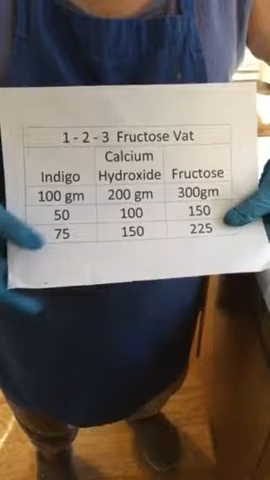 1 - 2 - 3 Fructose Vat
Indigo Calcium Hydroxide Fructose
100 gm 200 gm 300gm
50 100 150
75 150 225